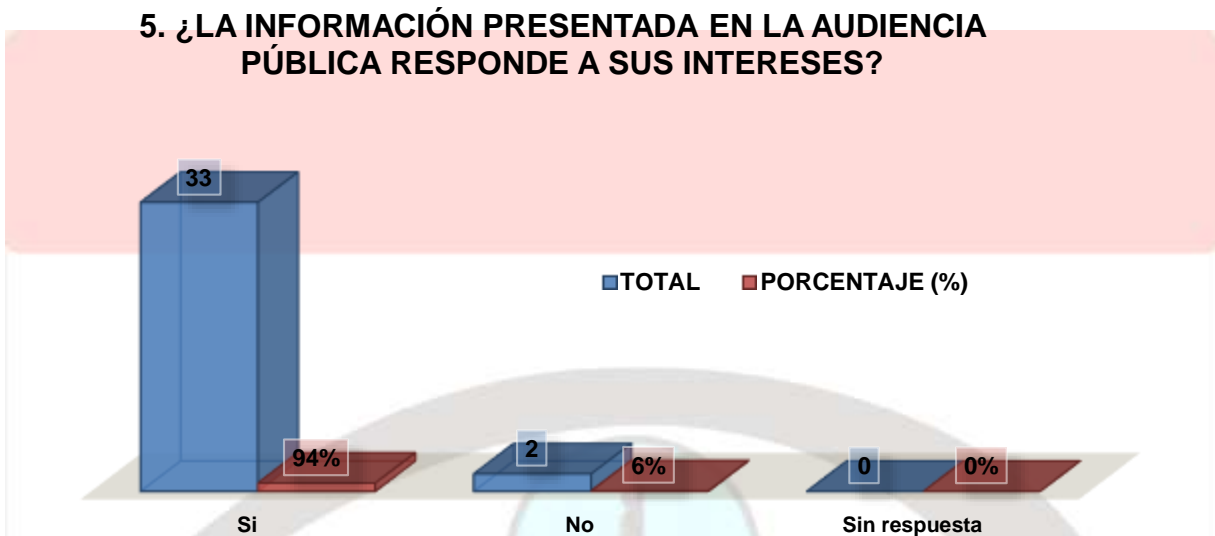 5. ¿LA INFORMACIÓN PRESENTADA EN LA AUDIENCIA
PÚBLICA RESPONDE A SUS INTERESES?
33
TOTAL PORCENTAJE (%)
94% 2 6% 0 0%
Si No Sin respuesta